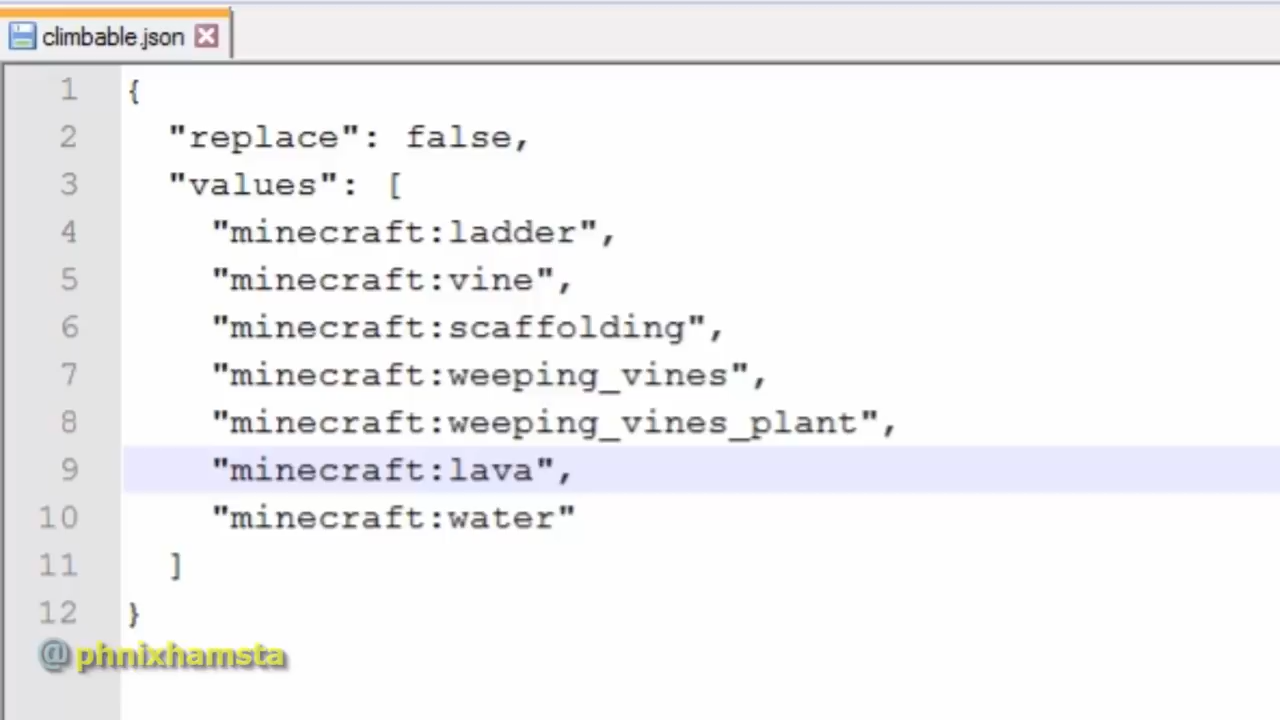 climbable.json
1 {
2 "replace": false,
3 "values": [
4 "minecraft:ladder",
5 "minecraft:vine",
6 "minecraft:scaffolding",
7 "minecraft:weeping_vines",
8 "minecraft:weeping_vines_plant",
9 "minecraft:lava",
10 "minecraft:water"
11 ]
12 }
@phnixhamsta